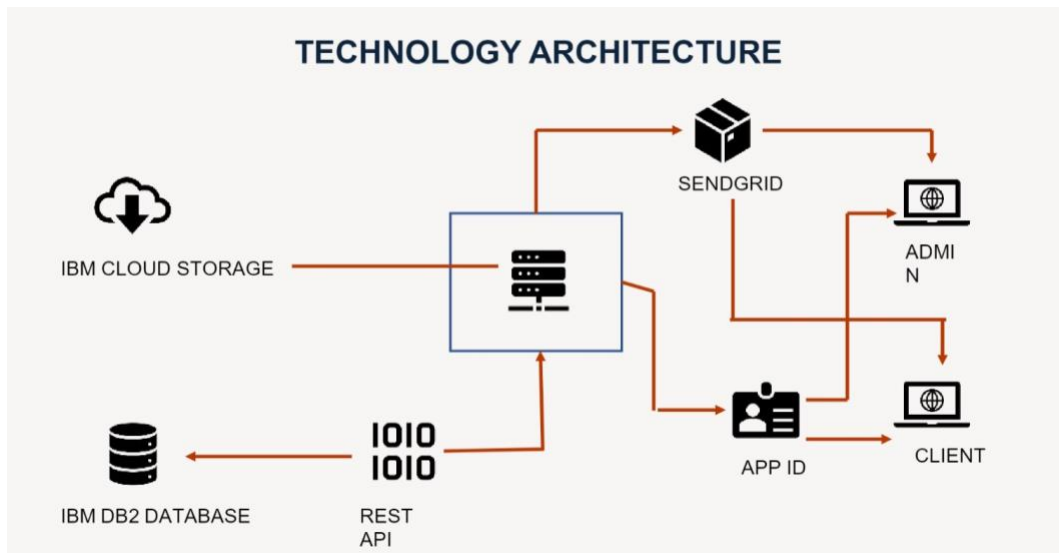 TECHNOLOGY ARCHITECTURE
SENDGRID
IBM CLOUD STORAGE
ADMI
N
1010
1010
APP ID
CLIENT
IBM DB2 DATABASE
REST
API